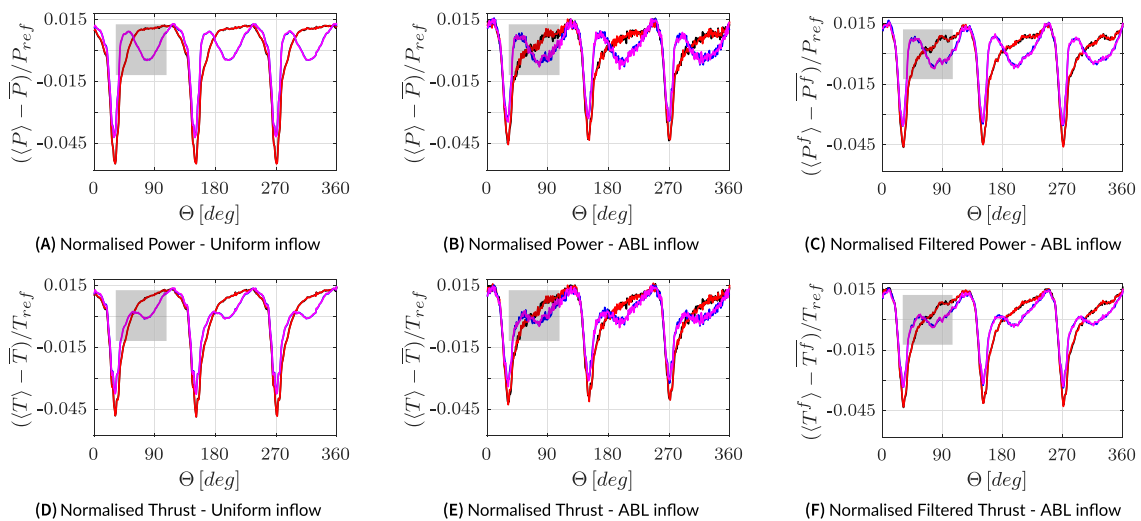 0.015 -0.015 -0.045
((⟨P⟩ − P̅)/P_ref
0 90 180 270 360
Θ [deg]
(A) Normalised Power - Uniform inflow
0.015 -0.015 -0.045
((⟨P⟩ − P̅)/P_ref
0 90 180 270 360
Θ [deg]
(B) Normalised Power - ABL inflow
0.015 -0.015 -0.045
(⟨P^f⟩ − \overline{P^f})/P_ref
0 90 180 270 360
Θ [deg]
(C) Normalised Filtered Power - ABL inflow
0.015 -0.015 -0.045
(⟨T⟩ − T̅)/T_ref
0 90 180 270 360
Θ [deg]
(D) Normalised Thrust - Uniform inflow
0.015 -0.015 -0.045
(⟨T⟩ − T̅)/T_ref
0 90 180 270 360
Θ [deg]
(E) Normalised Thrust - ABL inflow
0.015 -0.015 -0.045
(⟨T^f⟩ − \overline{T^f})/T_ref
0 90 180 270 360
Θ [deg]
(F) Normalised Filtered Thrust - ABL inflow